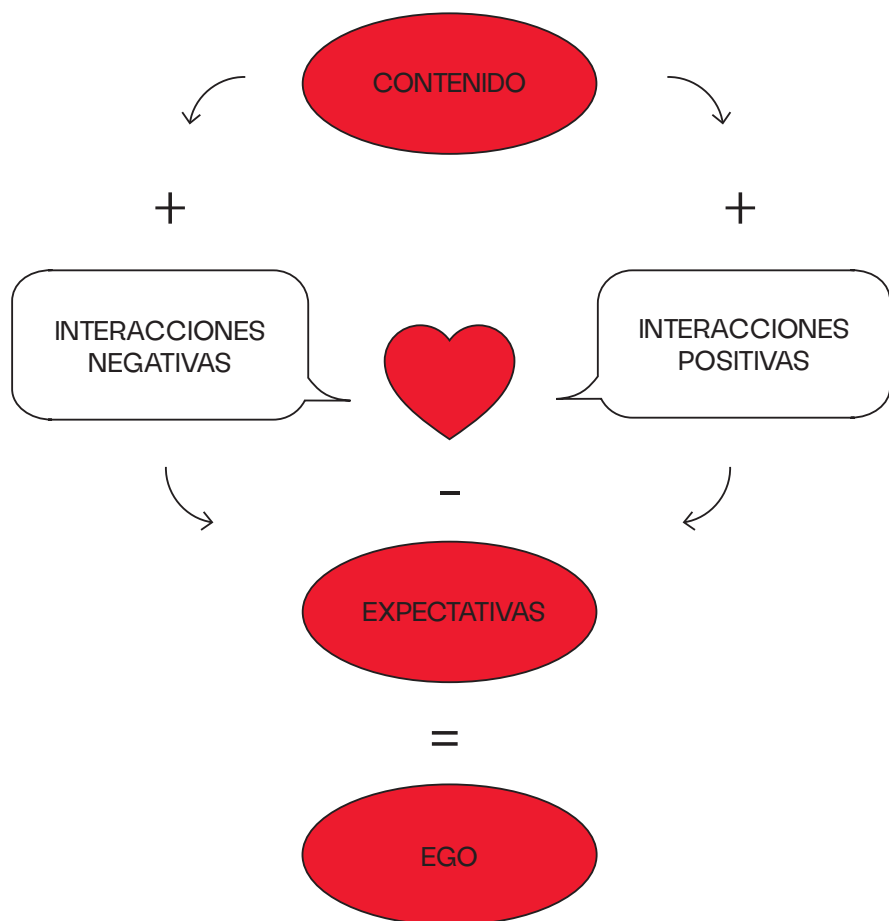 CONTENIDO
+
+
INTERACCIONES
NEGATIVAS
INTERACCIONES
POSITIVAS
-
EXPECTATIVAS
=
EGO